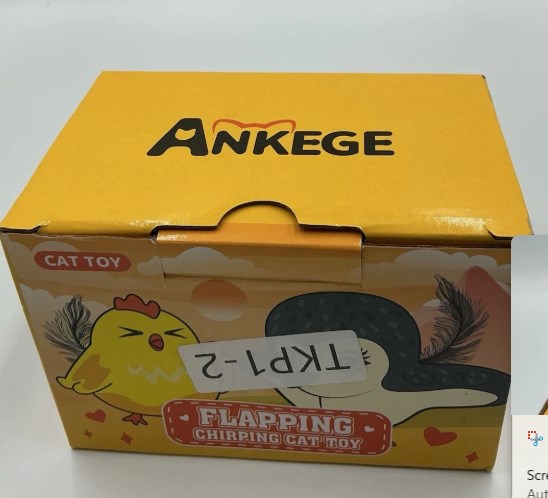 ANKEGE
CAT TOY
TKP1-2
FLAPPING
CHIRPING CAT TOY